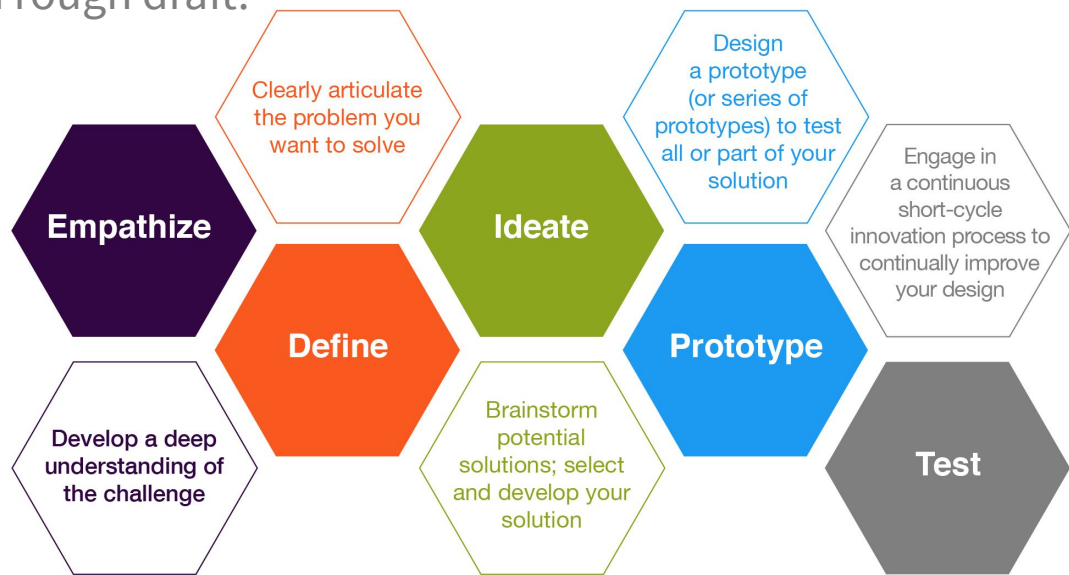 rough draft.
Empathize
Develop a deep
understanding of
the challenge
Clearly articulate
the problem you
want to solve
Define
Ideate
Brainstorm
potential
solutions; select
and develop your
solution
Design
a prototype
(or series of
prototypes) to test
all or part of your
solution
Prototype
Engage in
a continuous
short-cycle
innovation process to
continually improve
your design
Test